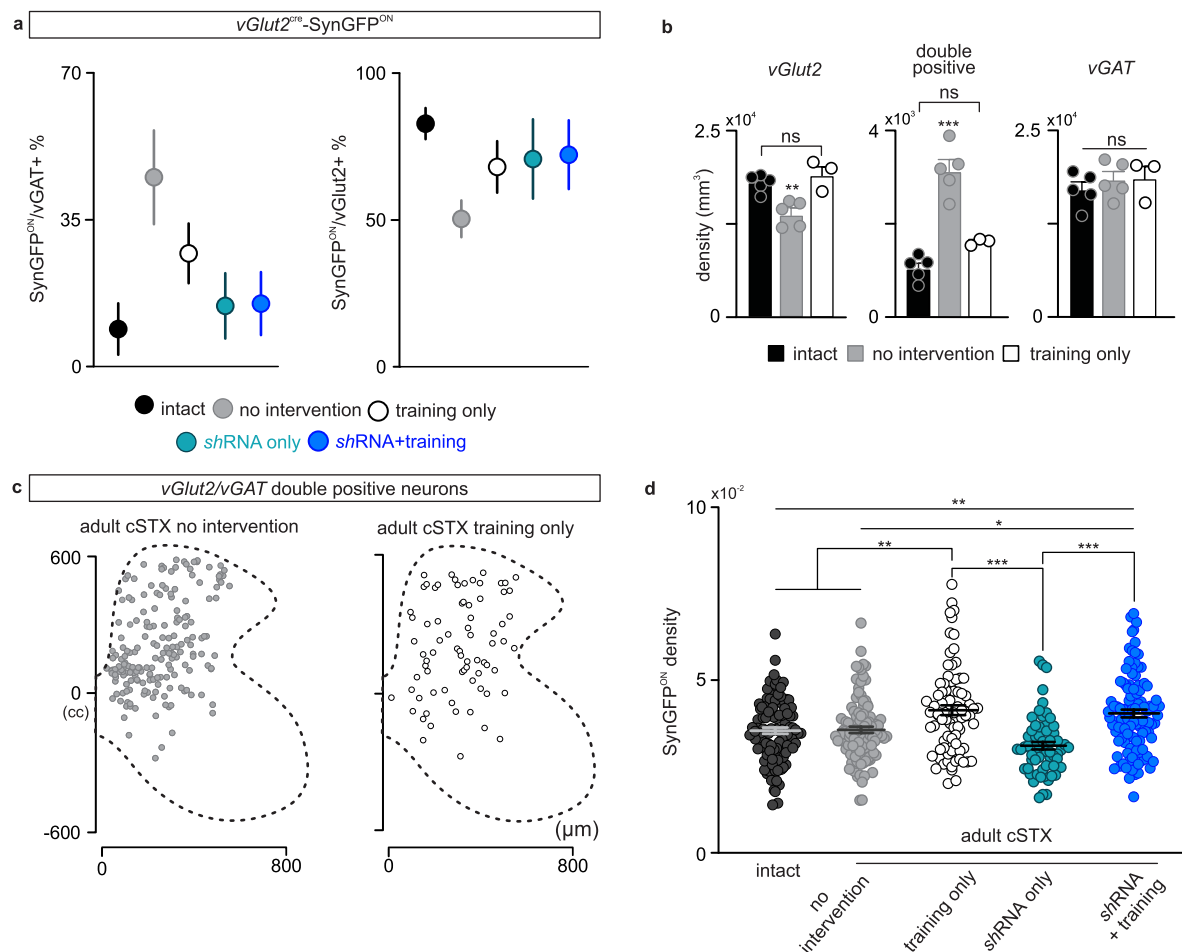 a
vGlut2cre-SynGFPON
70
35
0
SynGFPON/vGAT+ %
100
50
0
SynGFPON/vGlut2+ %
intact
no intervention
training only
shRNA only
shRNA+training
b
vGlut2
double
positive
vGAT
x10⁴
2.5
0
density (mm³)
ns
**
x10³
4
0
ns
***
x10⁴
2.5
0
ns
intact
no intervention
training only
c
vGlut2/vGAT double positive neurons
adult cSTX no intervention
adult cSTX training only
600
0
(cc)
-600
0
800
0
800
(µm)
d
10
x10⁻²
5
0
SynGFPON density
**
*
**
***
***
adult cSTX
intact
no
intervention
training only
shRNA only
shRNA
+ training